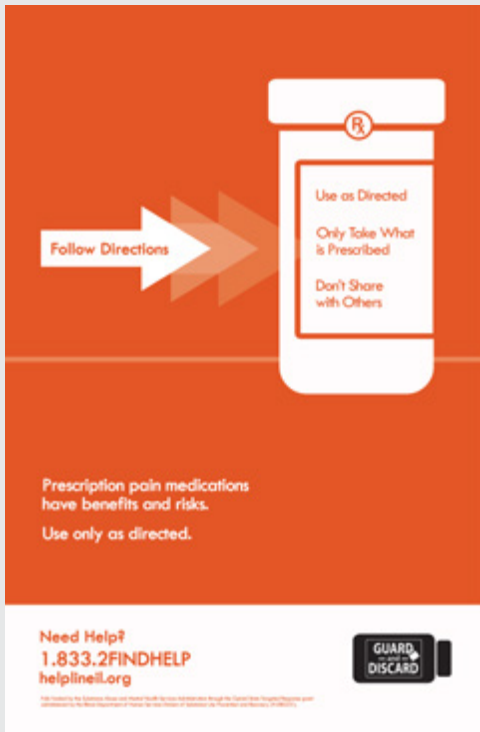 Rx
Use as Directed
Only Take What
is Prescribed
Don't Share
with Others
Follow Directions
Prescription pain medications
have benefits and risks.
Use only as directed.
Need Help?
1.833.2FINDHELP
helplineil.org
GUARD
and
DISCARD